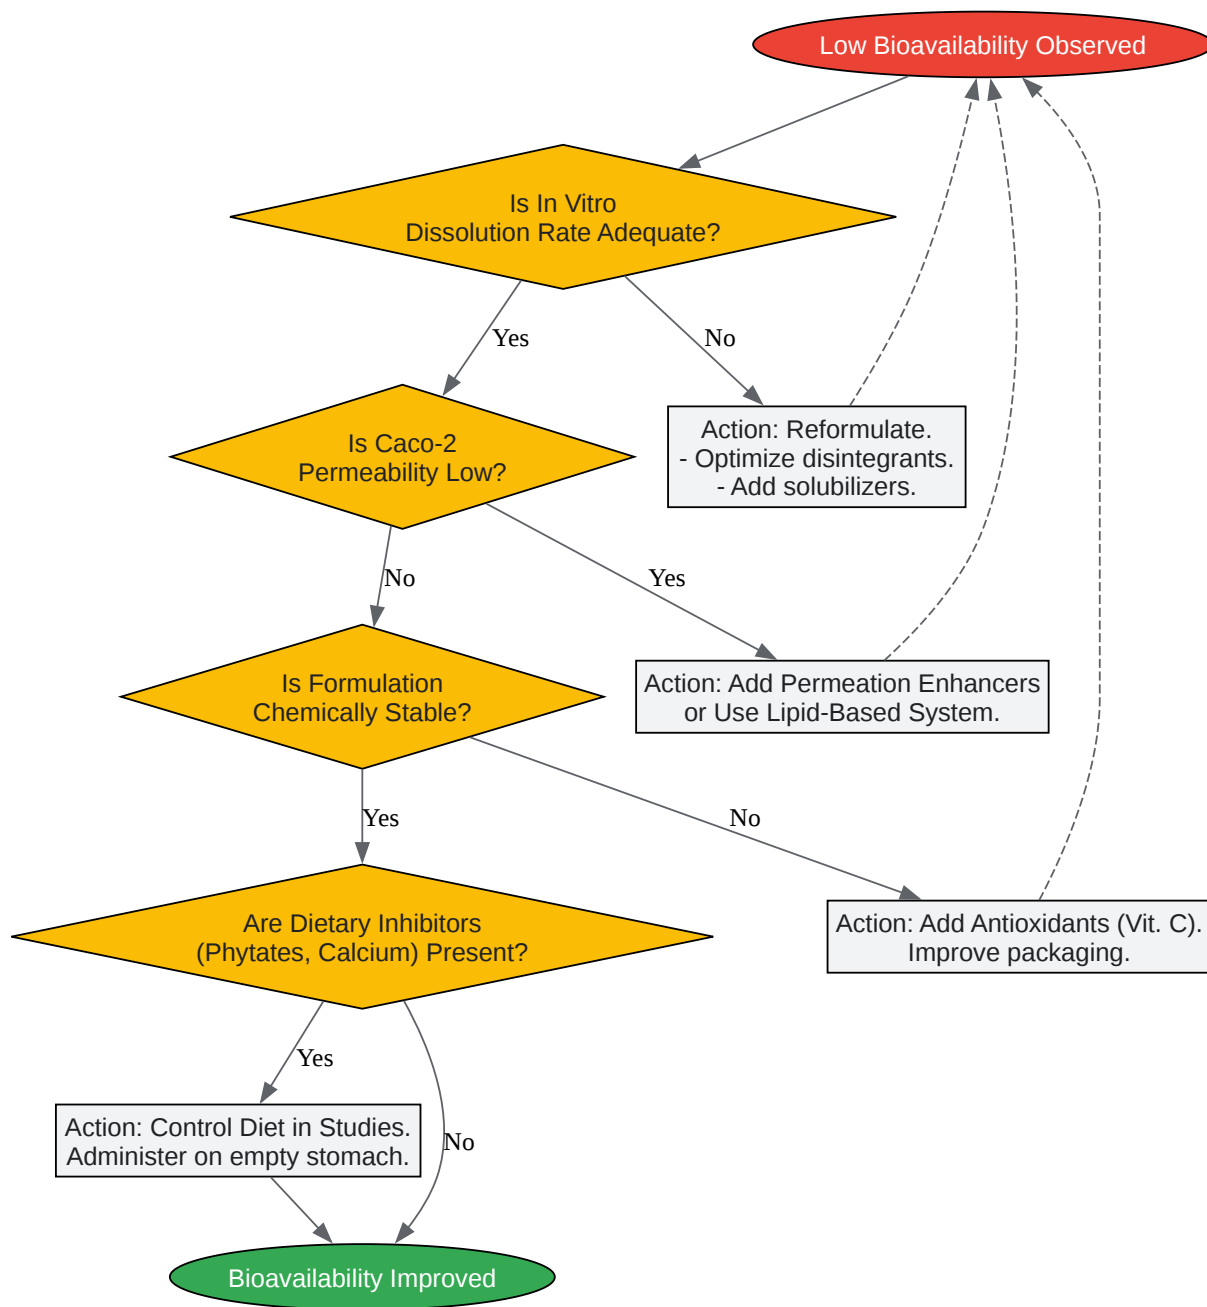 Low Bioavailability Observed
Is In Vitro
Dissolution Rate Adequate?
Yes
No
Is Caco-2
Permeability Low?
Action: Reformulate.
- Optimize disintegrants.
- Add solubilizers.
No
Yes
Is Formulation
Chemically Stable?
Action: Add Permeation Enhancers
or Use Lipid-Based System.
Yes
No
Are Dietary Inhibitors
(Phytates, Calcium) Present?
Action: Add Antioxidants (Vit. C).
Improve packaging.
Yes
No
Action: Control Diet in Studies.
Administer on empty stomach.
Bioavailability Improved